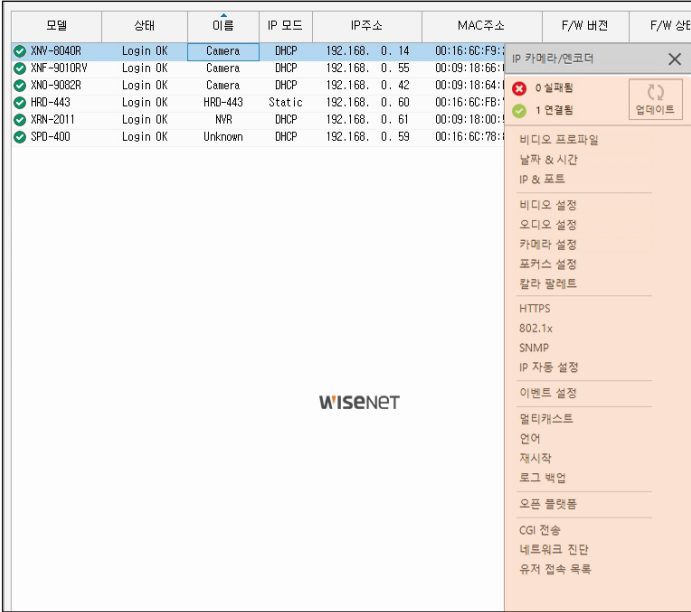 모델 상태 이름 IP 모드 IP주소 MAC주소 F/W 버전 F/W 상태
XNV-8040R Login OK Camera DHCP 192.168. 0. 14 00:16:6C:F9:
XNF-9010RV Login OK Camera DHCP 192.168. 0. 55 00:09:18:66:
XNO-9082R Login OK Camera DHCP 192.168. 0. 42 00:09:18:64:
HRD-443 Login OK HRD-443 Static 192.168. 0. 60 00:16:6C:FB:
XRN-2011 Login OK NVR DHCP 192.168. 0. 61 00:09:18:00:
SPD-400 Login OK Unknown DHCP 192.168. 0. 59 00:16:6C:78:
IP 카메라/엔코더
0 실패됨
1 연결됨
업데이트
비디오 프로파일
날짜 & 시간
IP & 포트
비디오 설정
오디오 설정
카메라 설정
포커스 설정
칼라 팔레트
HTTPS
802.1x
SNMP
IP 자동 설정
이벤트 설정
멀티캐스트
언어
재시작
로그 백업
오픈 플랫폼
CGI 전송
네트워크 진단
유저 접속 목록
WISENET